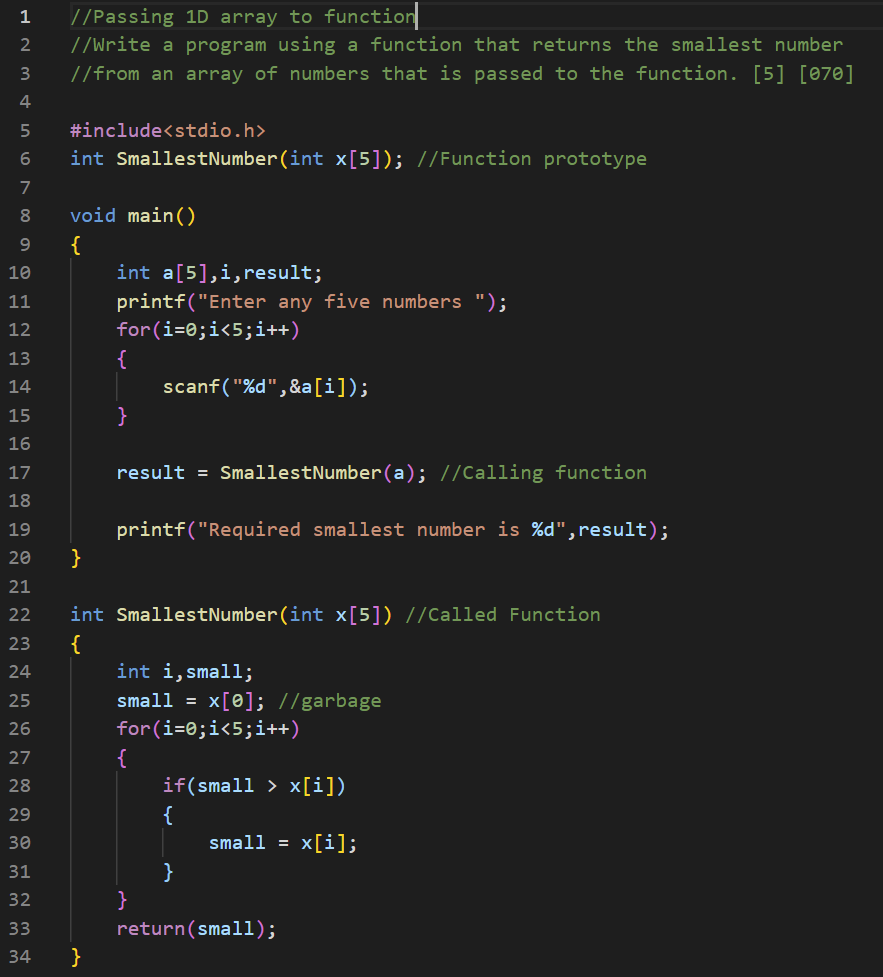 1 //Passing 1D array to function
2 //Write a program using a function that returns the smallest number
3 //from an array of numbers that is passed to the function. [5] [070]
4
5 #include<stdio.h>
6 int SmallestNumber(int x[5]); //Function prototype
7
8 void main()
9 {
10     int a[5],i,result;
11     printf("Enter any five numbers ");
12     for(i=0;i<5;i++)
13     {
14         scanf("%d",&a[i]);
15     }
16
17     result = SmallestNumber(a); //Calling function
18
19     printf("Required smallest number is %d",result);
20 }
21
22 int SmallestNumber(int x[5]) //Called Function
23 {
24     int i,small;
25     small = x[0]; //garbage
26     for(i=0;i<5;i++)
27     {
28         if(small > x[i])
29         {
30             small = x[i];
31         }
32     }
33     return(small);
34 }